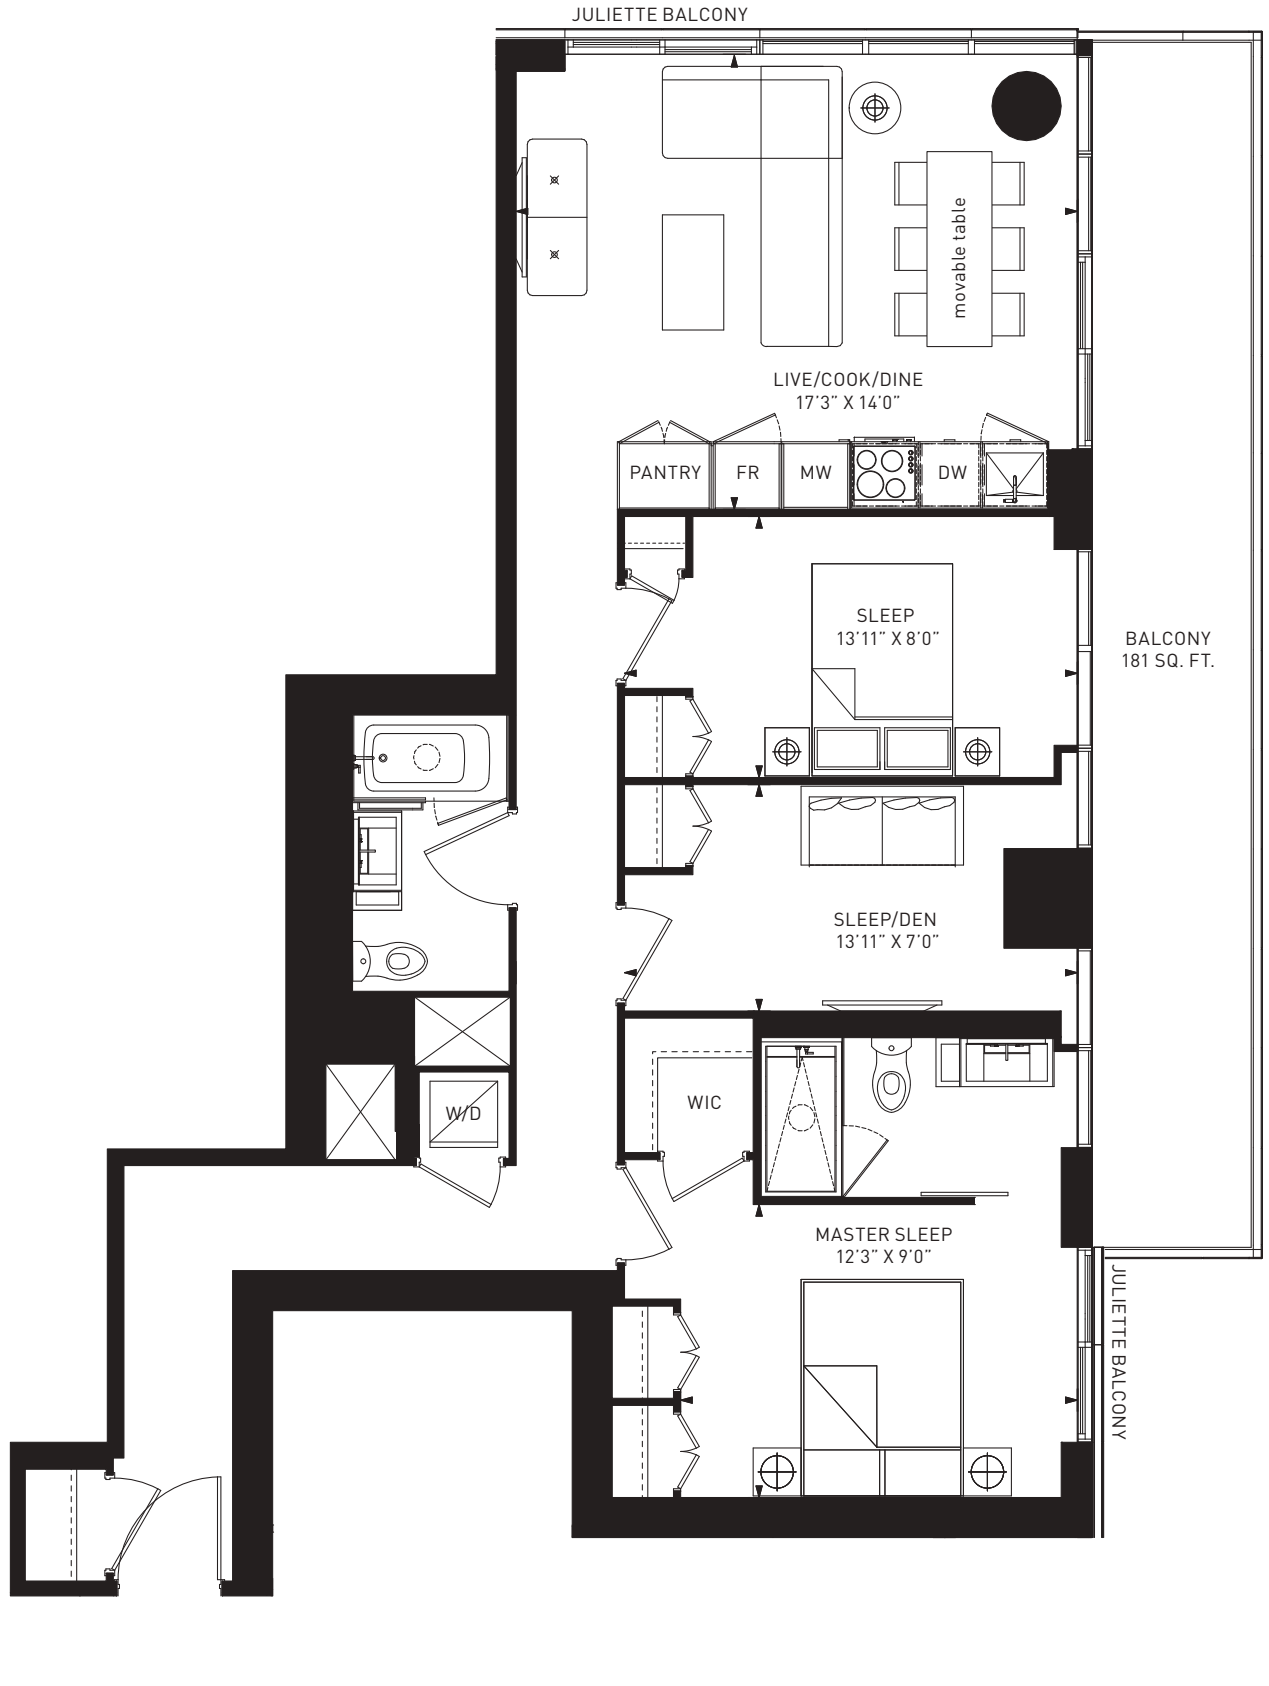 JULIETTE BALCONY
movable table
LIVE/COOK/DINE
17’3” X 14’0”
PANTRY
FR
MW
DW
SLEEP
13’11” X 8’0”
BALCONY
181 SQ. FT.
SLEEP/DEN
13’11” X 7’0”
WIC
W/D
MASTER SLEEP
12’3” X 9’0”
JULIETTE BALCONY